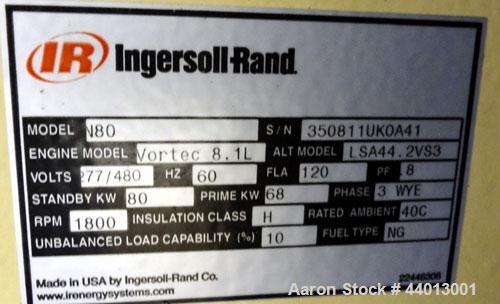 IR Ingersoll-Rand
MODEL N80 S/N 350811UK0A41
ENGINE MODEL Vortec 8.1L ALT MODEL LSA44.2VS3
VOLTS 277/480 HZ 60 FLA 120 PF .8
STANDBY KW 80 PRIME KW 68 PHASE 3 WYE
RPM 1800 INSULATION CLASS H RATED AMBIENT 40C
UNBALANCED LOAD CAPABILITY (%) 10 FUEL TYPE NG
Made in USA by Ingersoll-Rand Co.
www.irenergysystems.com 22446306
Aaron Stock # 44013001